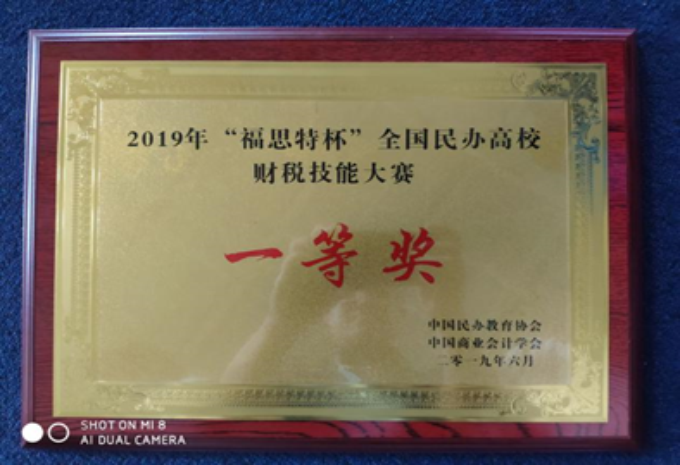 2019年“福思特杯”全国民办高校
财税技能大赛
一等奖
中国民办教育协会
中国商业会计学会
二零一九年六月
SHOT ON MI 8
AI DUAL CAMERA